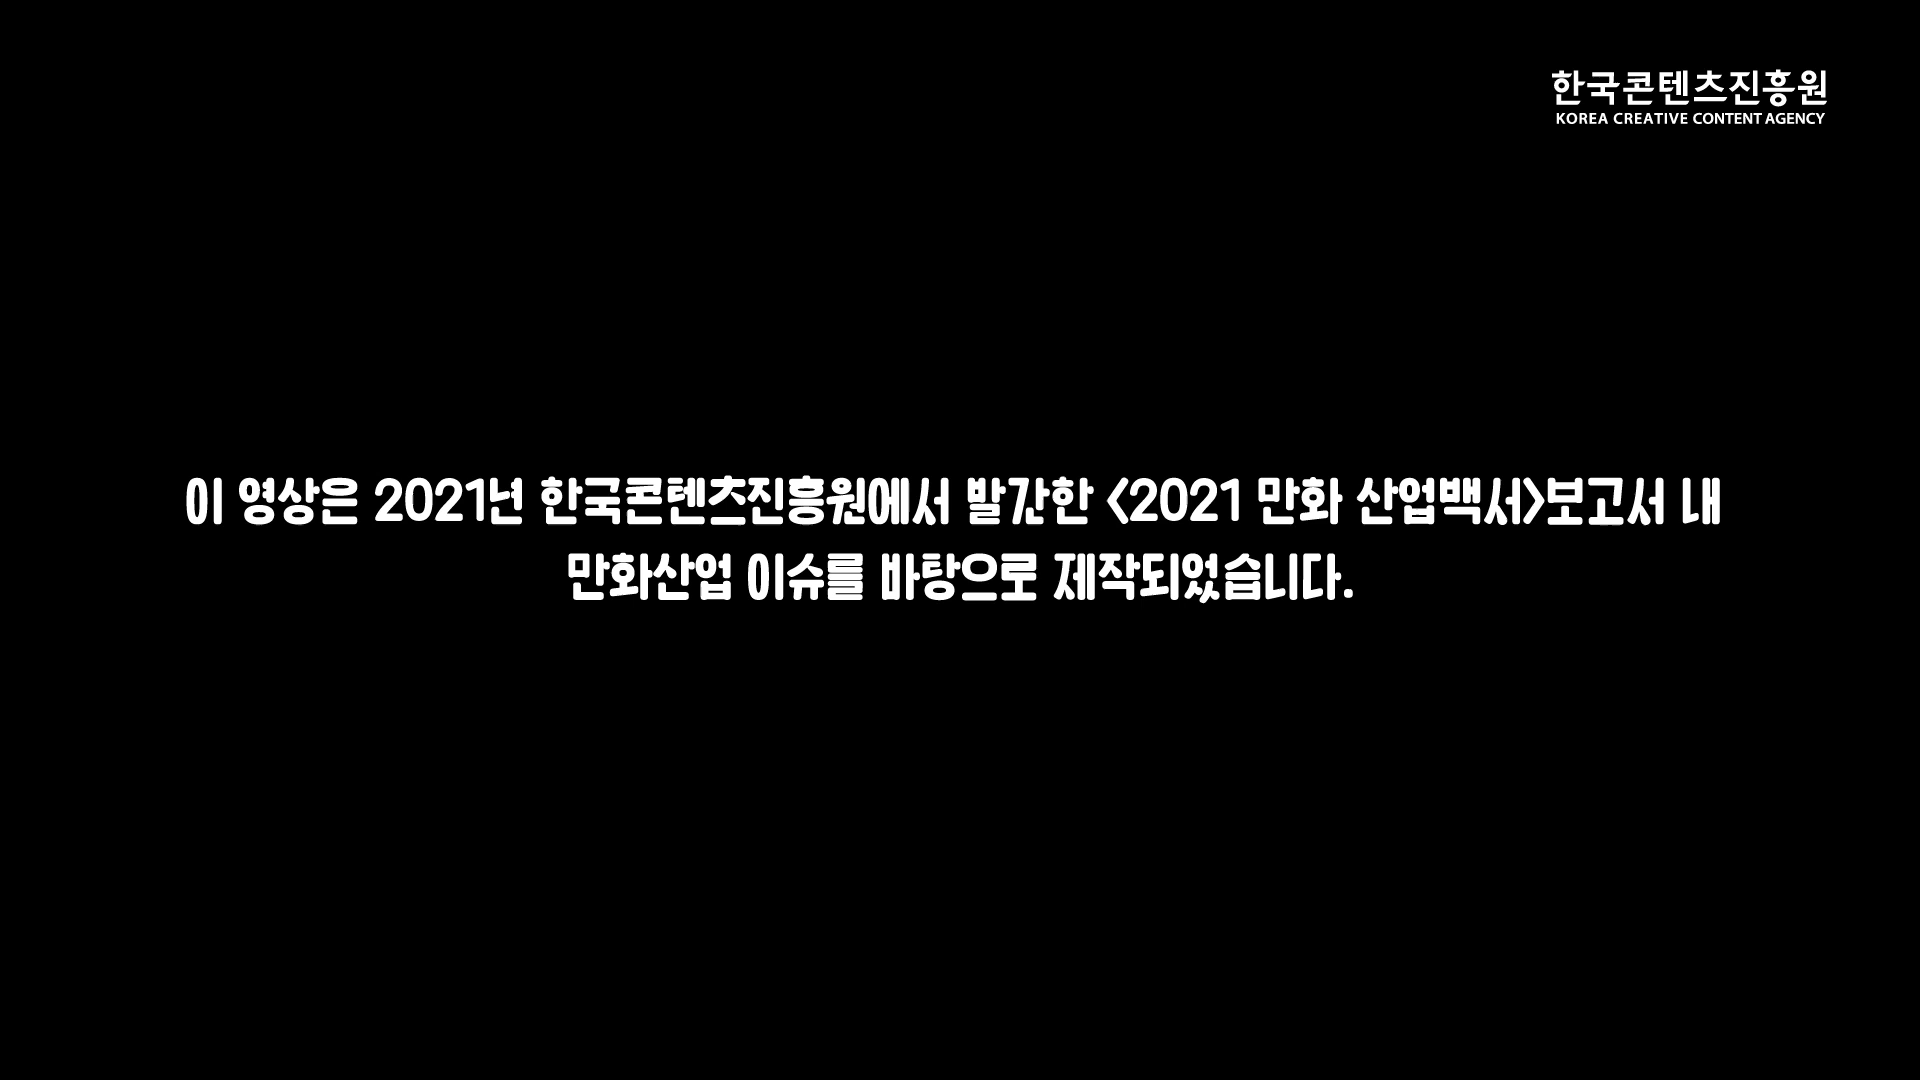 한국콘텐츠진흥원
KOREA CREATIVE CONTENT AGENCY
이 영상은 2021년 한국콘텐츠진흥원에서 발간한 <2021 만화 산업백서>보고서 내
만화산업 이슈를 바탕으로 제작되었습니다.